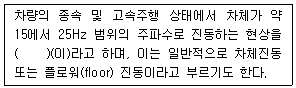 차량의 종속 및 고속주행 상태에서 차체가 약
15에서 25Hz 범위의 주파수로 진동하는 현상을
(    )(이)라고 하며, 이는 일반적으로 차체진동
또는 플로워(floor) 진동이라고 부르기도 한다.